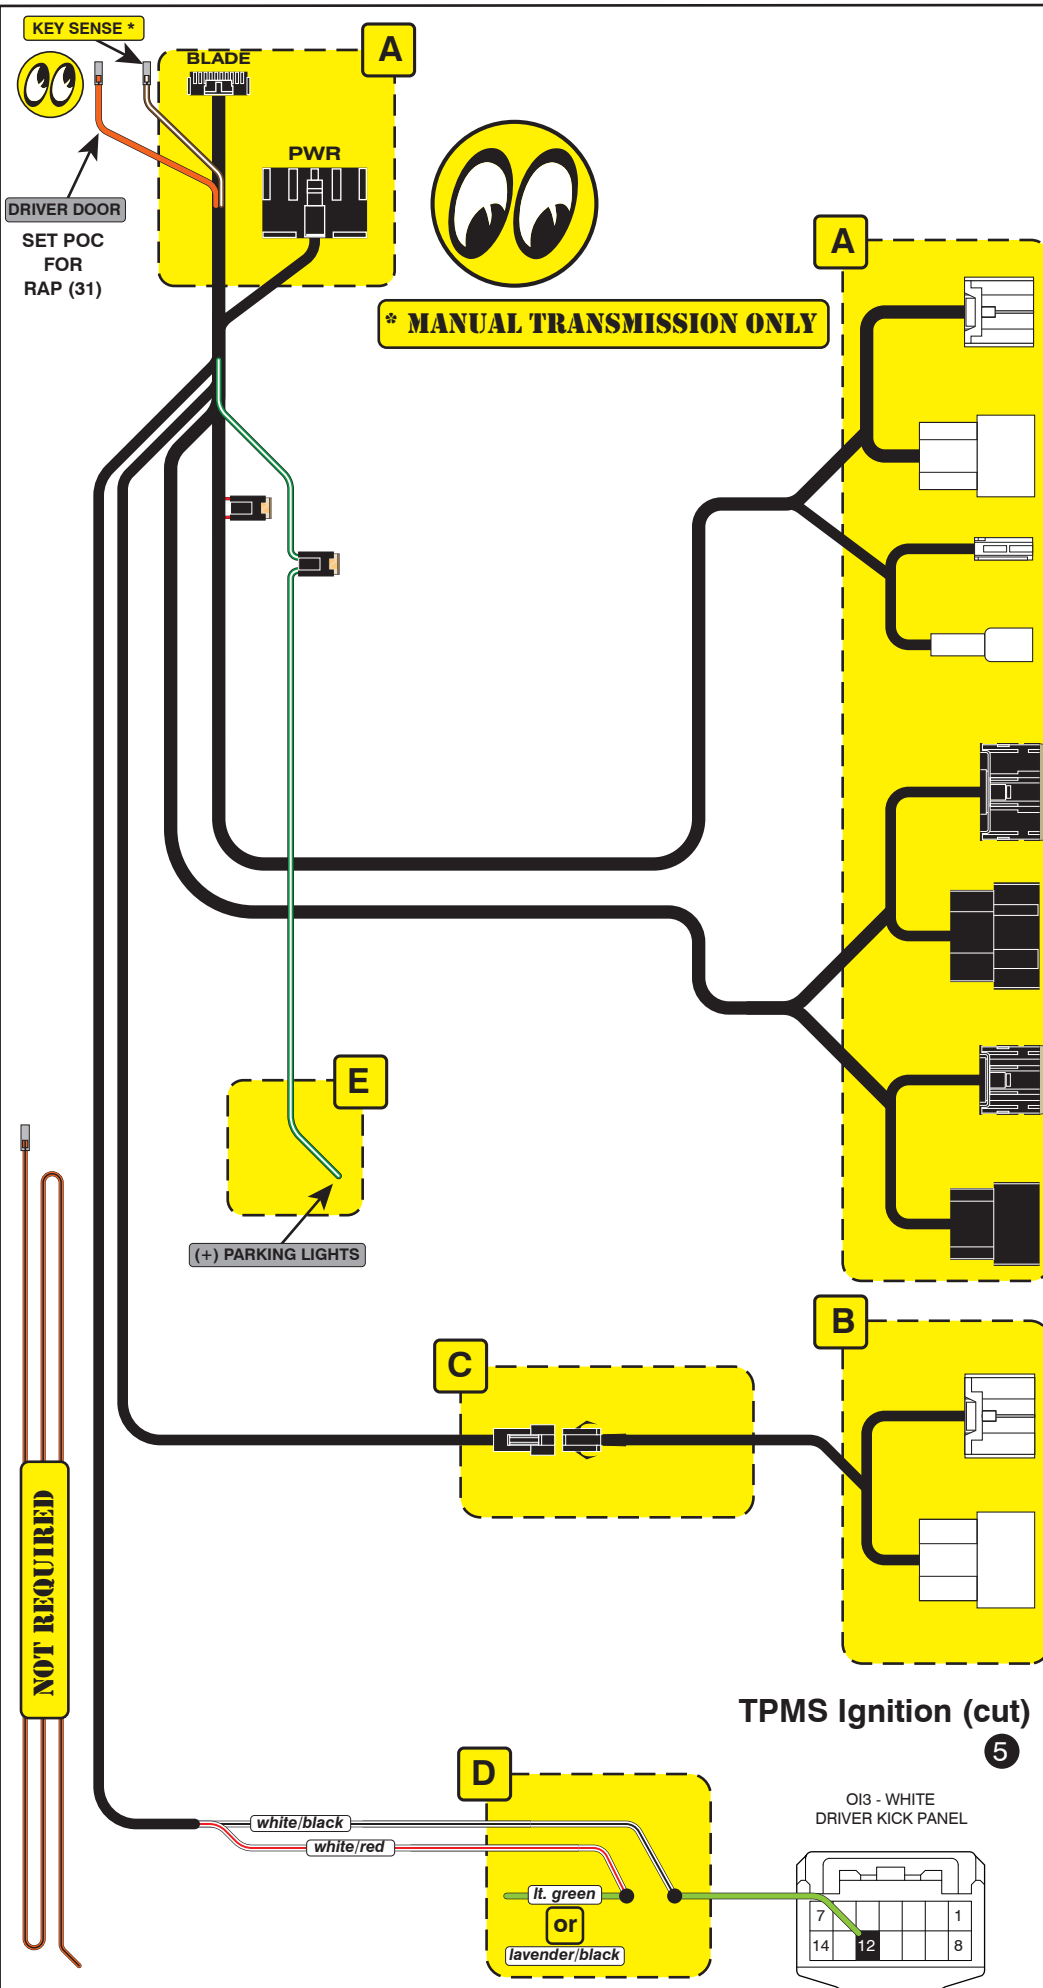 KEY SENSE *
BLADE
A
PWR
DRIVER DOOR
SET POC
FOR
RAP (31)
A
* MANUAL TRANSMISSION ONLY
E
(+) PARKING LIGHTS
B
C
NOT REQUIRED
TPMS Ignition (cut)
5
D
OI3 - WHITE
DRIVER KICK PANEL
white/black
white/red
lt. green
or
lavender/black
7 1
14 12 8